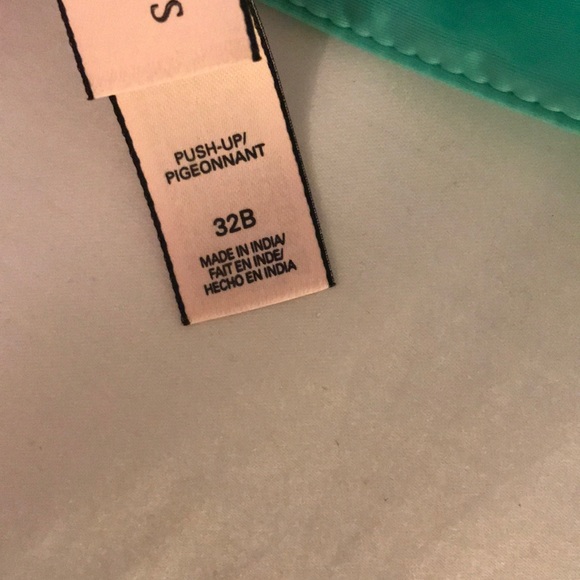 S
PUSH-UP/
PIGEONNANT
32B
MADE IN INDIA/
FAIT EN INDE/
HECHO EN INDIA